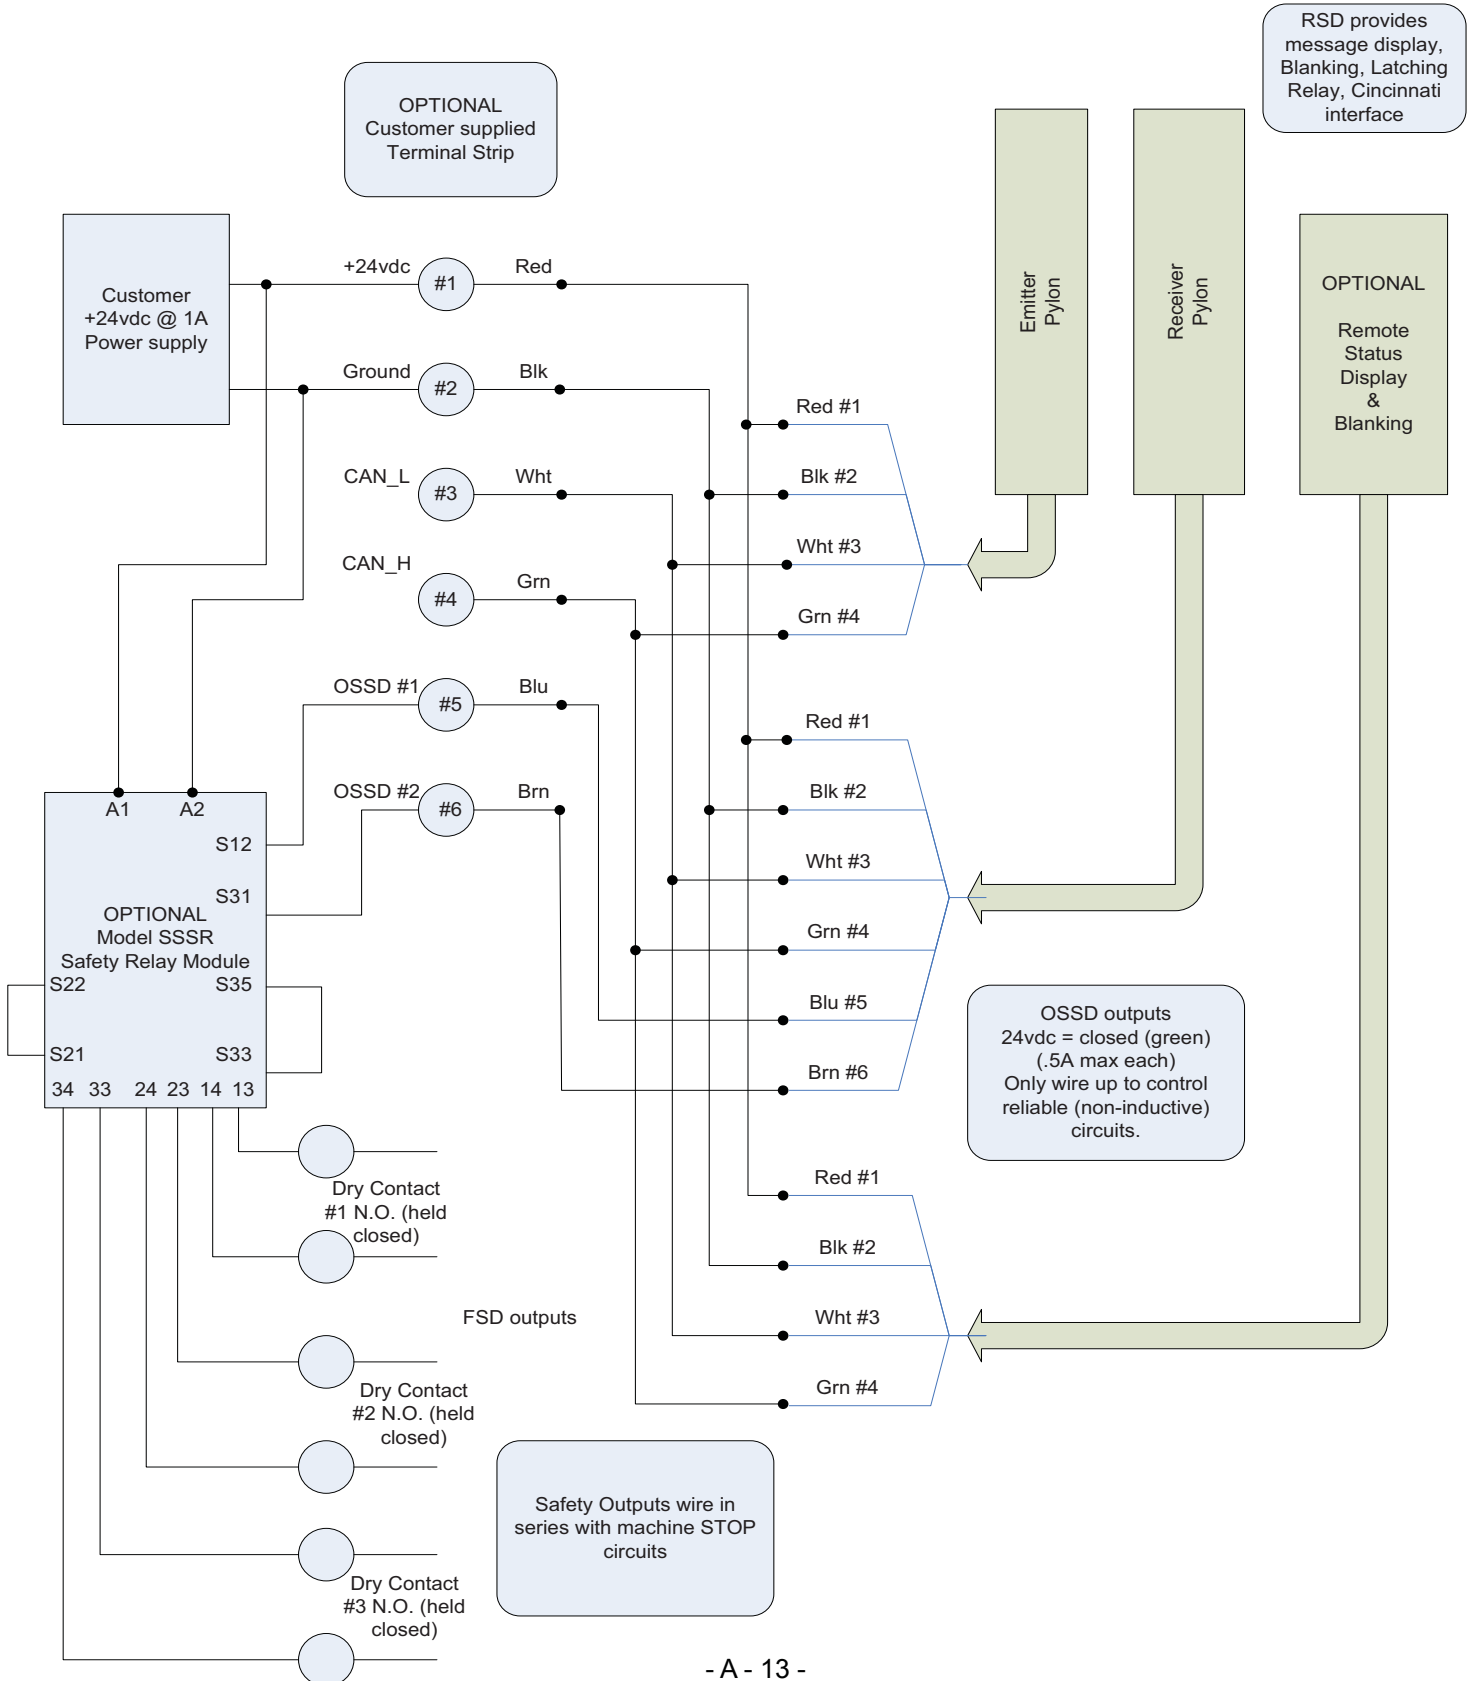 RSD provides
message display,
Blanking, Latching
Relay, Cincinnati
interface
OPTIONAL
Customer supplied
Terminal Strip
Customer
+24vdc @ 1A
Power supply
+24vdc
#1
Red
Ground
#2
Blk
CAN_L
#3
Wht
CAN_H
#4
Grn
OSSD #1
#5
Blu
OSSD #2
#6
Brn
Emitter
Pylon
Receiver
Pylon
OPTIONAL
Remote
Status
Display
&
Blanking
Red #1
Blk #2
Wht #3
Grn #4
Red #1
Blk #2
Wht #3
Grn #4
Blu #5
Brn #6
Red #1
Blk #2
Wht #3
Grn #4
A1
A2
S12
S31
OPTIONAL
Model SSSR
Safety Relay Module
S22
S35
S21
S33
34
33
24
23
14
13
OSSD outputs
24vdc = closed (green)
(.5A max each)
Only wire up to control
reliable (non-inductive)
circuits.
Dry Contact
#1 N.O. (held
closed)
FSD outputs
Dry Contact
#2 N.O. (held
closed)
Dry Contact
#3 N.O. (held
closed)
Safety Outputs wire in
series with machine STOP
circuits
- A - 13 -